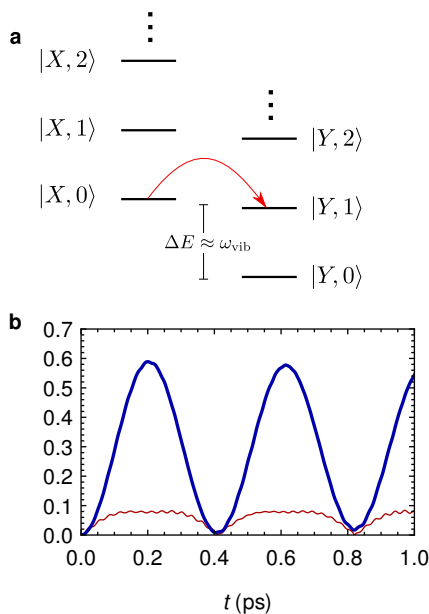 a
|X, 2⟩
|X, 1⟩
|Y, 2⟩
|X, 0⟩
|Y, 1⟩
ΔE ≈ ω_vib
|Y, 0⟩
b
0.7
0.6
0.5
0.4
0.3
0.2
0.1
0.0
0.0 0.2 0.4 0.6 0.8 1.0
t (ps)